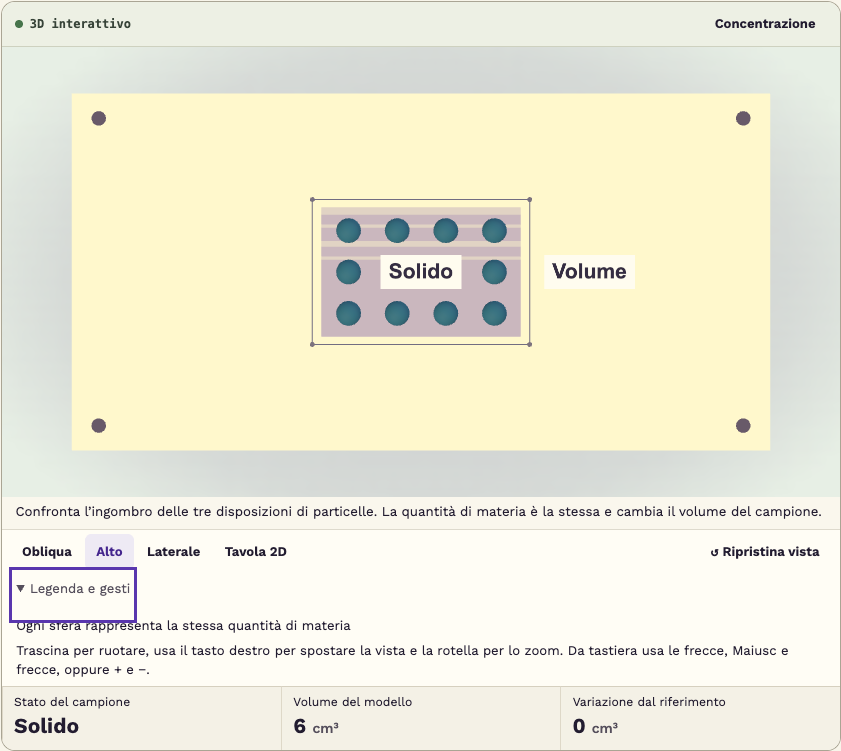 3D interattivo
Concentrazione
Solido
Volume
Confronta l’ingombro delle tre disposizioni di particelle. La quantità di materia è la stessa e cambia il volume del campione.
Obliqua Alto Laterale Tavola 2D ↺ Ripristina vista
▼ Legenda e gesti
Ogni sfera rappresenta la stessa quantità di materia
Trascina per ruotare, usa il tasto destro per spostare la vista e la rotella per lo zoom. Da tastiera usa le frecce, Maiusc e
frecce, oppure + e −.
Stato del campione
Solido
Volume del modello
6 cm³
Variazione dal riferimento
0 cm³